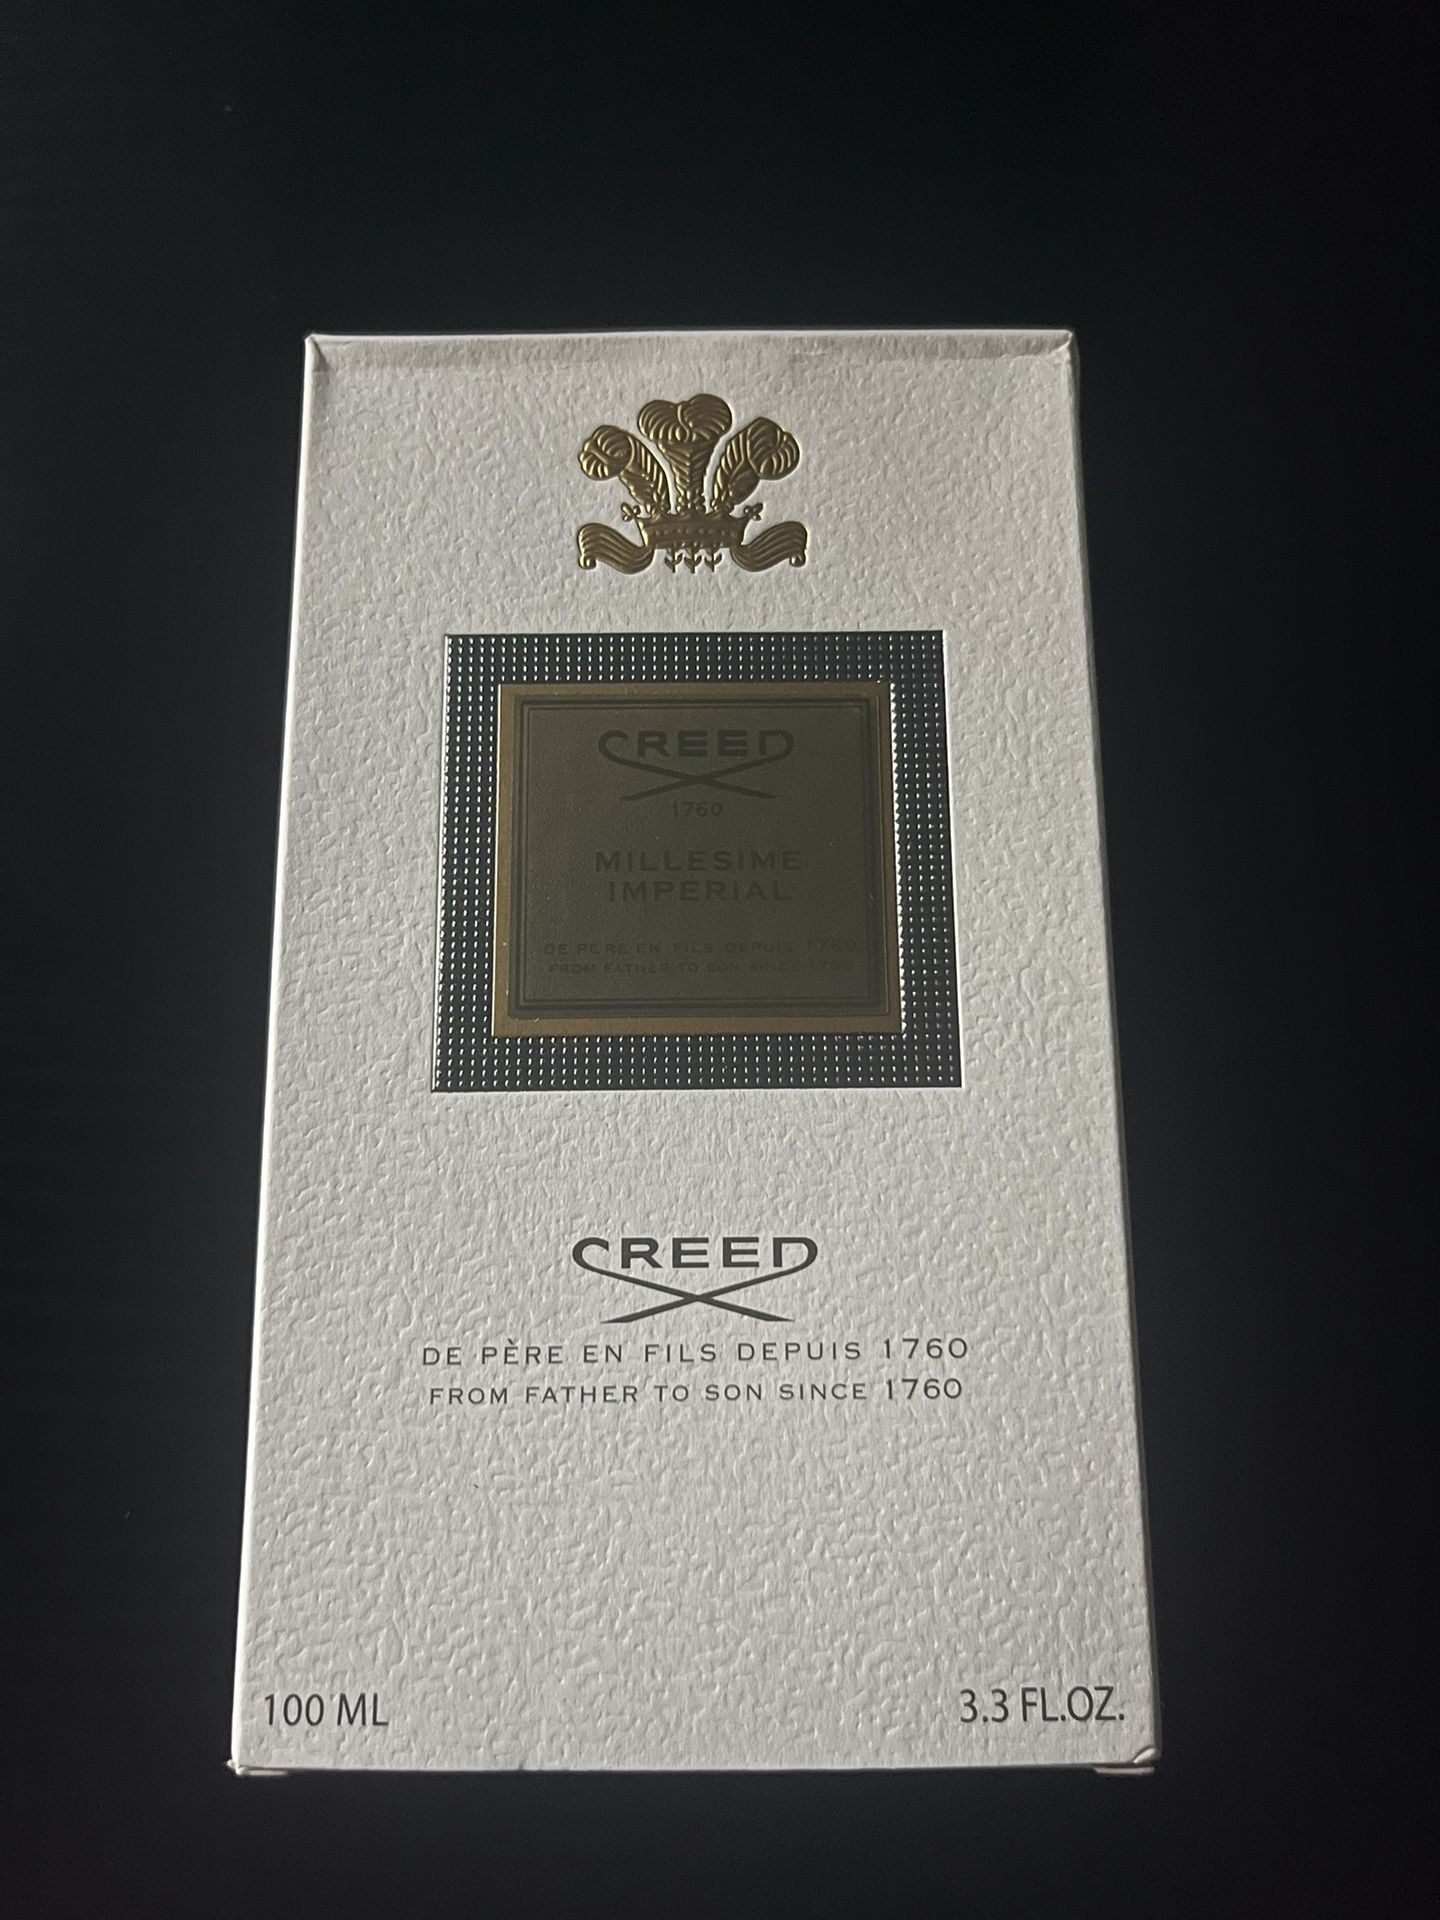 CREED
1760
MILLESIME
IMPÉRIAL
DE PÈRE EN FILS DEPUIS 1760
FROM FATHER TO SON SINCE 1760
CREED
DE PÈRE EN FILS DEPUIS 1760
FROM FATHER TO SON SINCE 1760
100 ML
3.3 FL.OZ.